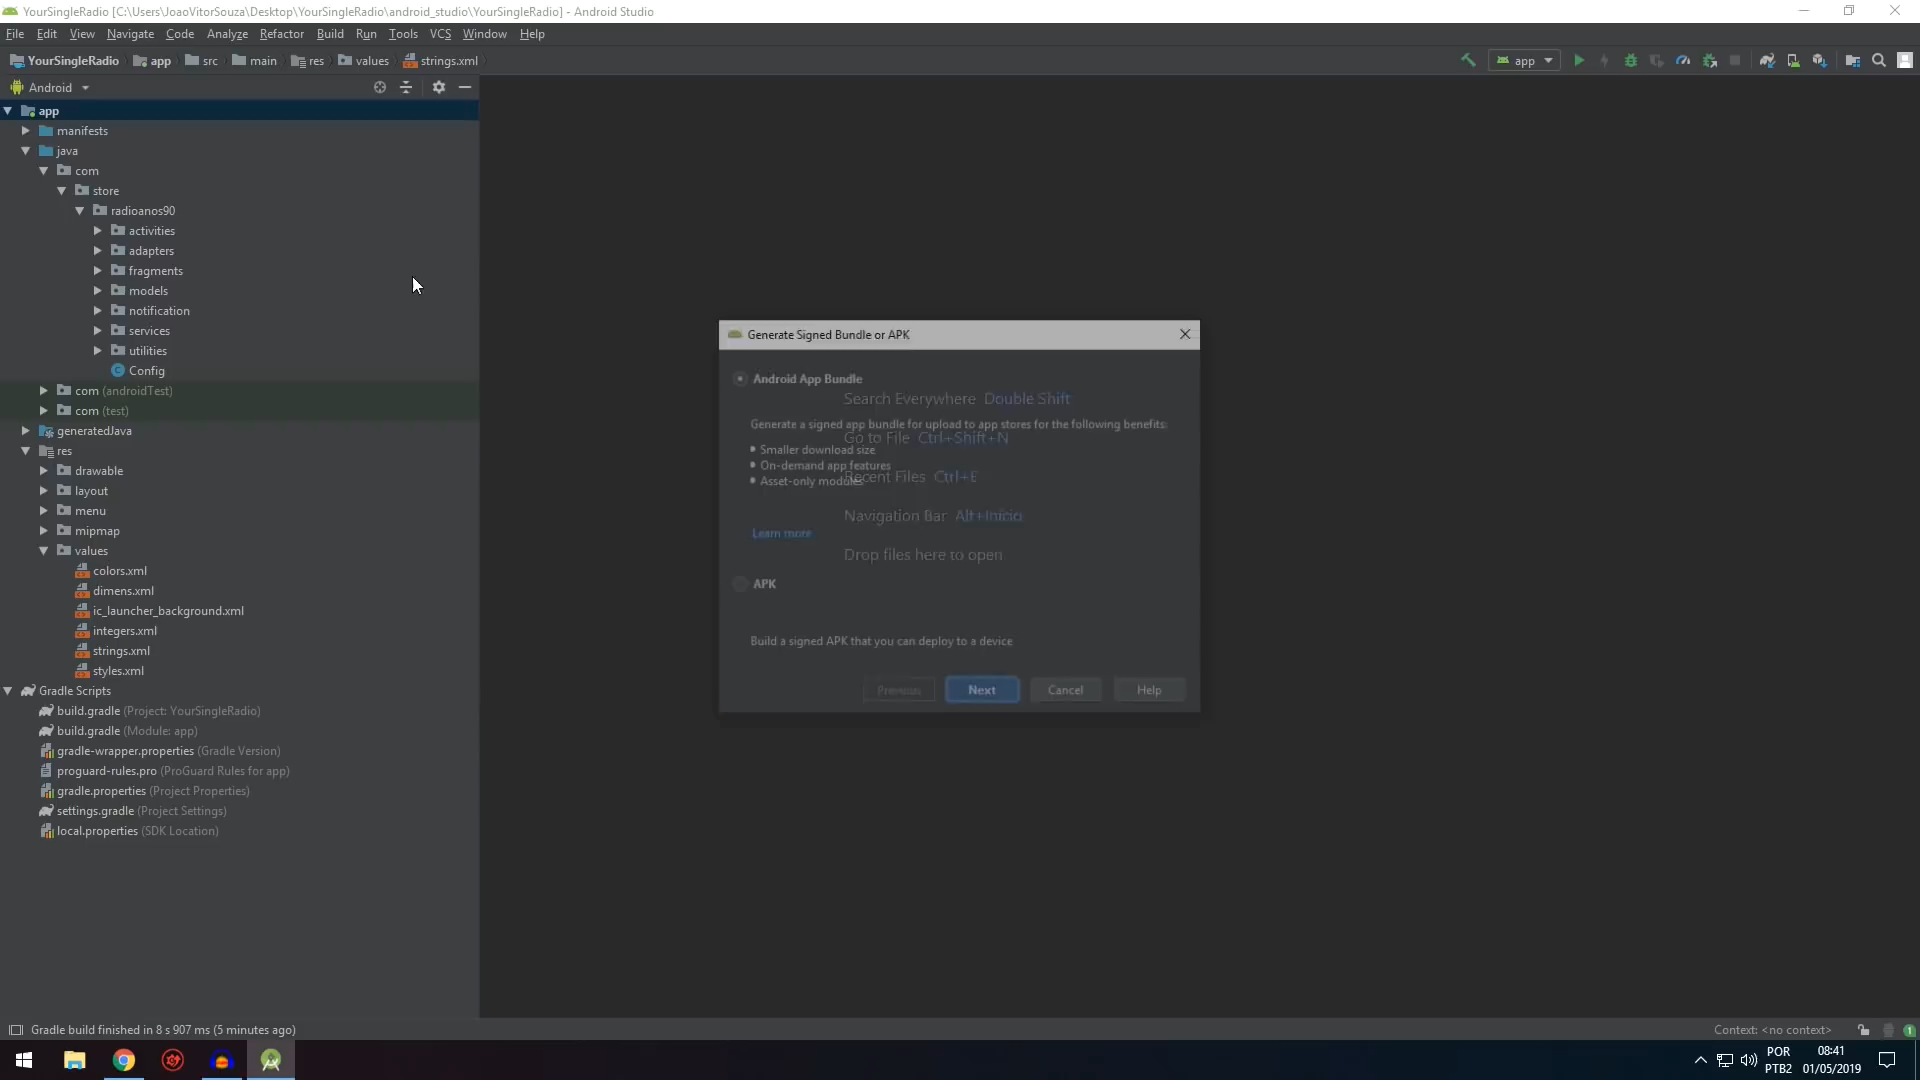 YourSingleRadio [C:\Users\JoaoVitorSouza\Desktop\YourSingleRadio\android_studio\YourSingleRadio] - Android Studio
File Edit View Navigate Code Analyze Refactor Build Run Tools VCS Window Help
YourSingleRadio app src main res values strings.xml
app
Android
app
manifests
java
com
store
radioanos90
activities
adapters
fragments
models
notification
services
utilities
Config
com (androidTest)
com (test)
generatedJava
res
drawable
layout
menu
mipmap
values
colors.xml
dimens.xml
ic_launcher_background.xml
integers.xml
strings.xml
styles.xml
Gradle Scripts
build.gradle (Project: YourSingleRadio)
build.gradle (Module: app)
gradle-wrapper.properties (Gradle Version)
proguard-rules.pro (ProGuard Rules for app)
gradle.properties (Project Properties)
settings.gradle (Project Settings)
local.properties (SDK Location)
Generate Signed Bundle or APK
Android App Bundle
Search Everywhere Double Shift
Generate a signed app bundle for upload to app stores for the following benefits:
Go to File Ctrl+Shift+N
• Smaller download size
• On-demand app features
Recent Files Ctrl+E
• Asset-only modules
Navigation Bar Alt+Inicio
Learn more
Drop files here to open
APK
Build a signed APK that you can deploy to a device
Previous Next Cancel Help
Gradle build finished in 8 s 907 ms (5 minutes ago)
Context: <no context>
1
POR
PTB2
08:41
01/05/2019